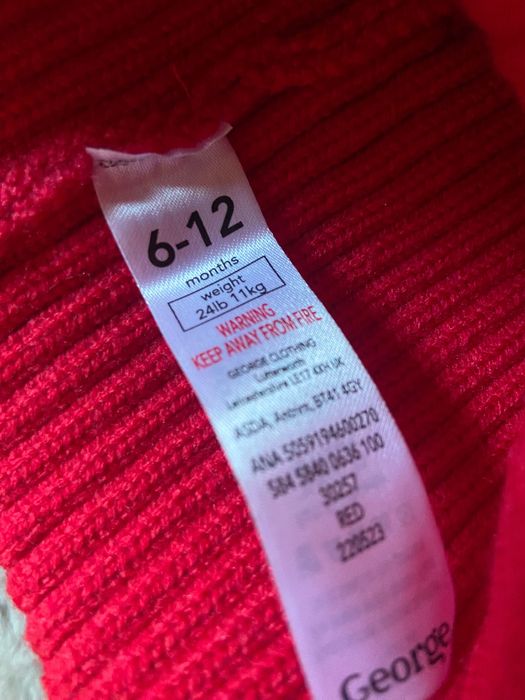 6-12
months
weight
24lb 11kg
WARNING
KEEP AWAY FROM FIRE
GEORGE CLOTHING
Lutterworth
Leicestershire LE17 4XH UK
ASDA, Antrim, BT41 4GY
ANA 5059194600270
584 5840 0636 100
30257
RED
220523
George